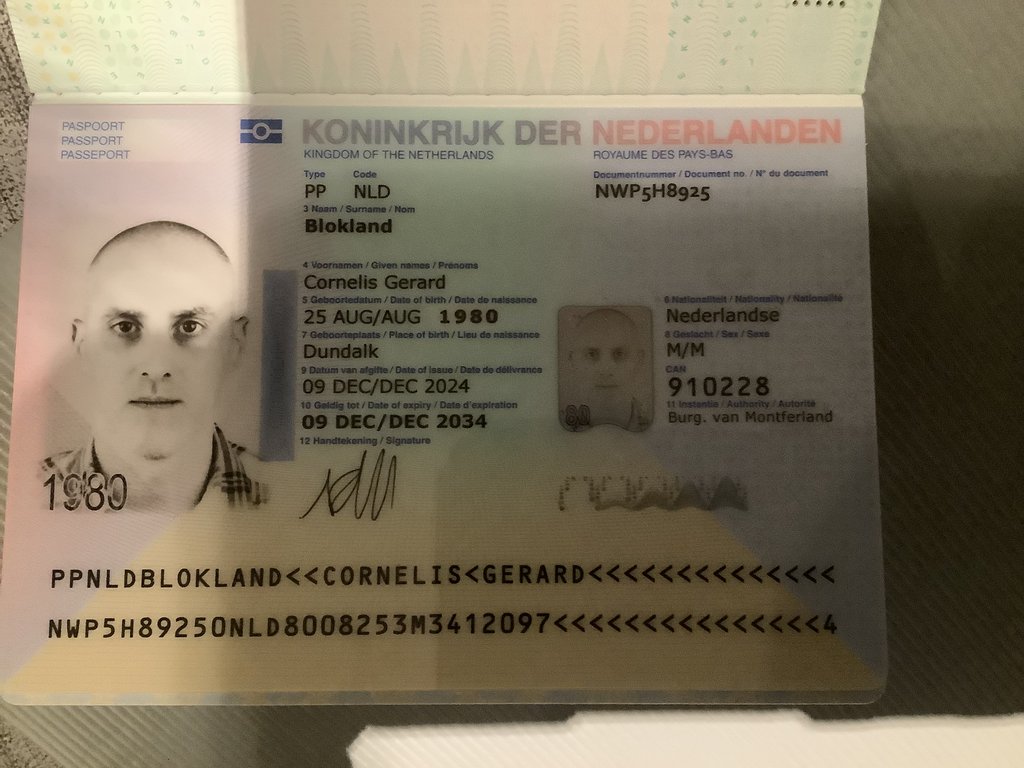 PASPOORT
PASSPORT
PASSEPORT
KONINKRIJK DER NEDERLANDEN
KINGDOM OF THE NETHERLANDS ROYAUME DES PAYS-BAS
Type Code Documentnummer / Document no. / N° du document
PP NLD NWP5H8925
3 Naam / Surname / Nom
Blokland
4 Voornamen / Given names / Prénoms
Cornelis Gerard
5 Geboortedatum / Date of birth / Date de naissance 6 Nationaliteit / Nationality / Nationalité
25 AUG/AUG 1980 Nederlandse
7 Geboorteplaats / Place of birth / Lieu de naissance 8 Geslacht / Sex / Sexe
Dundalk M/M
9 Datum van afgifte / Date of issue / Date de délivrance CAN
09 DEC/DEC 2024 910228
10 Geldig tot / Date of expiry / Date d'expiration 11 Instantie / Authority / Autorité
09 DEC/DEC 2034 Burg. van Montferland
12 Handtekening / Signature
1980
PPNLDBLOKLAND<<CORNELIS<GERARD<<<<<<<<<<<<<<
NWP5H89250NLD8008253M3412097<<<<<<<<<<<<<<<4